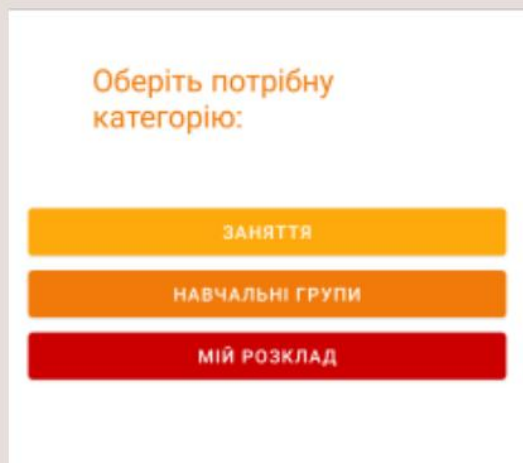 Оберіть потрібну
категорію:
ЗАНЯТТЯ
НАВЧАЛЬНІ ГРУПИ
МІЙ РОЗКЛАД